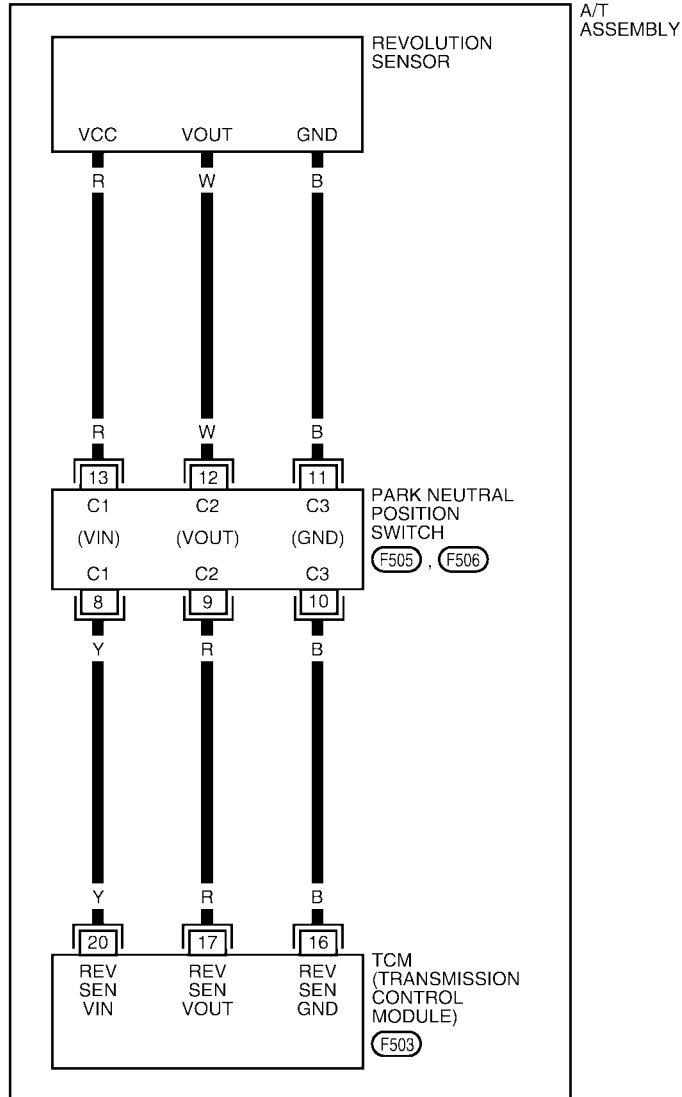 A/T
ASSEMBLY
REVOLUTION
SENSOR
VCC VOUT GND
R W B
R W B
13 12 11
C1 C2 C3
(VIN) (VOUT) (GND)
C1 C2 C3
PARK NEUTRAL
POSITION
SWITCH
F505 , F506
8 9 10
Y R B
Y R B
20 17 16
REV REV REV
SEN SEN SEN
VIN VOUT GND
TCM
(TRANSMISSION
CONTROL
MODULE)
F503